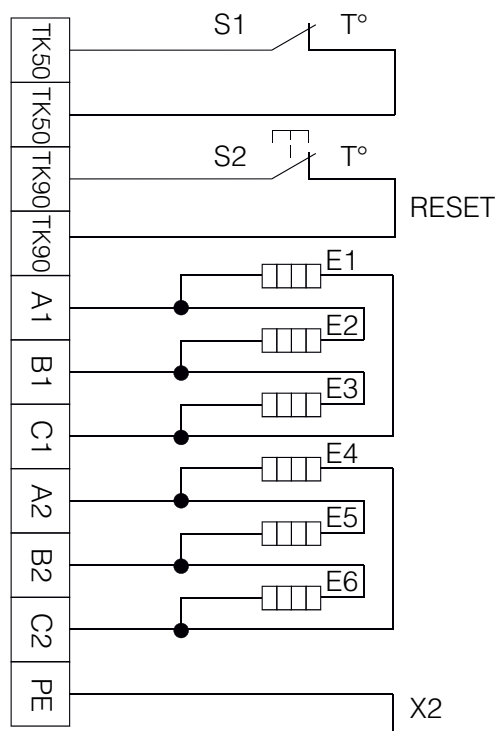 TK50
S1 T°
TK50
TK90
S2 T°
RESET
TK90
E1
A1
E2
B1
E3
C1
E4
A2
E5
B2
E6
C2
PE
X2